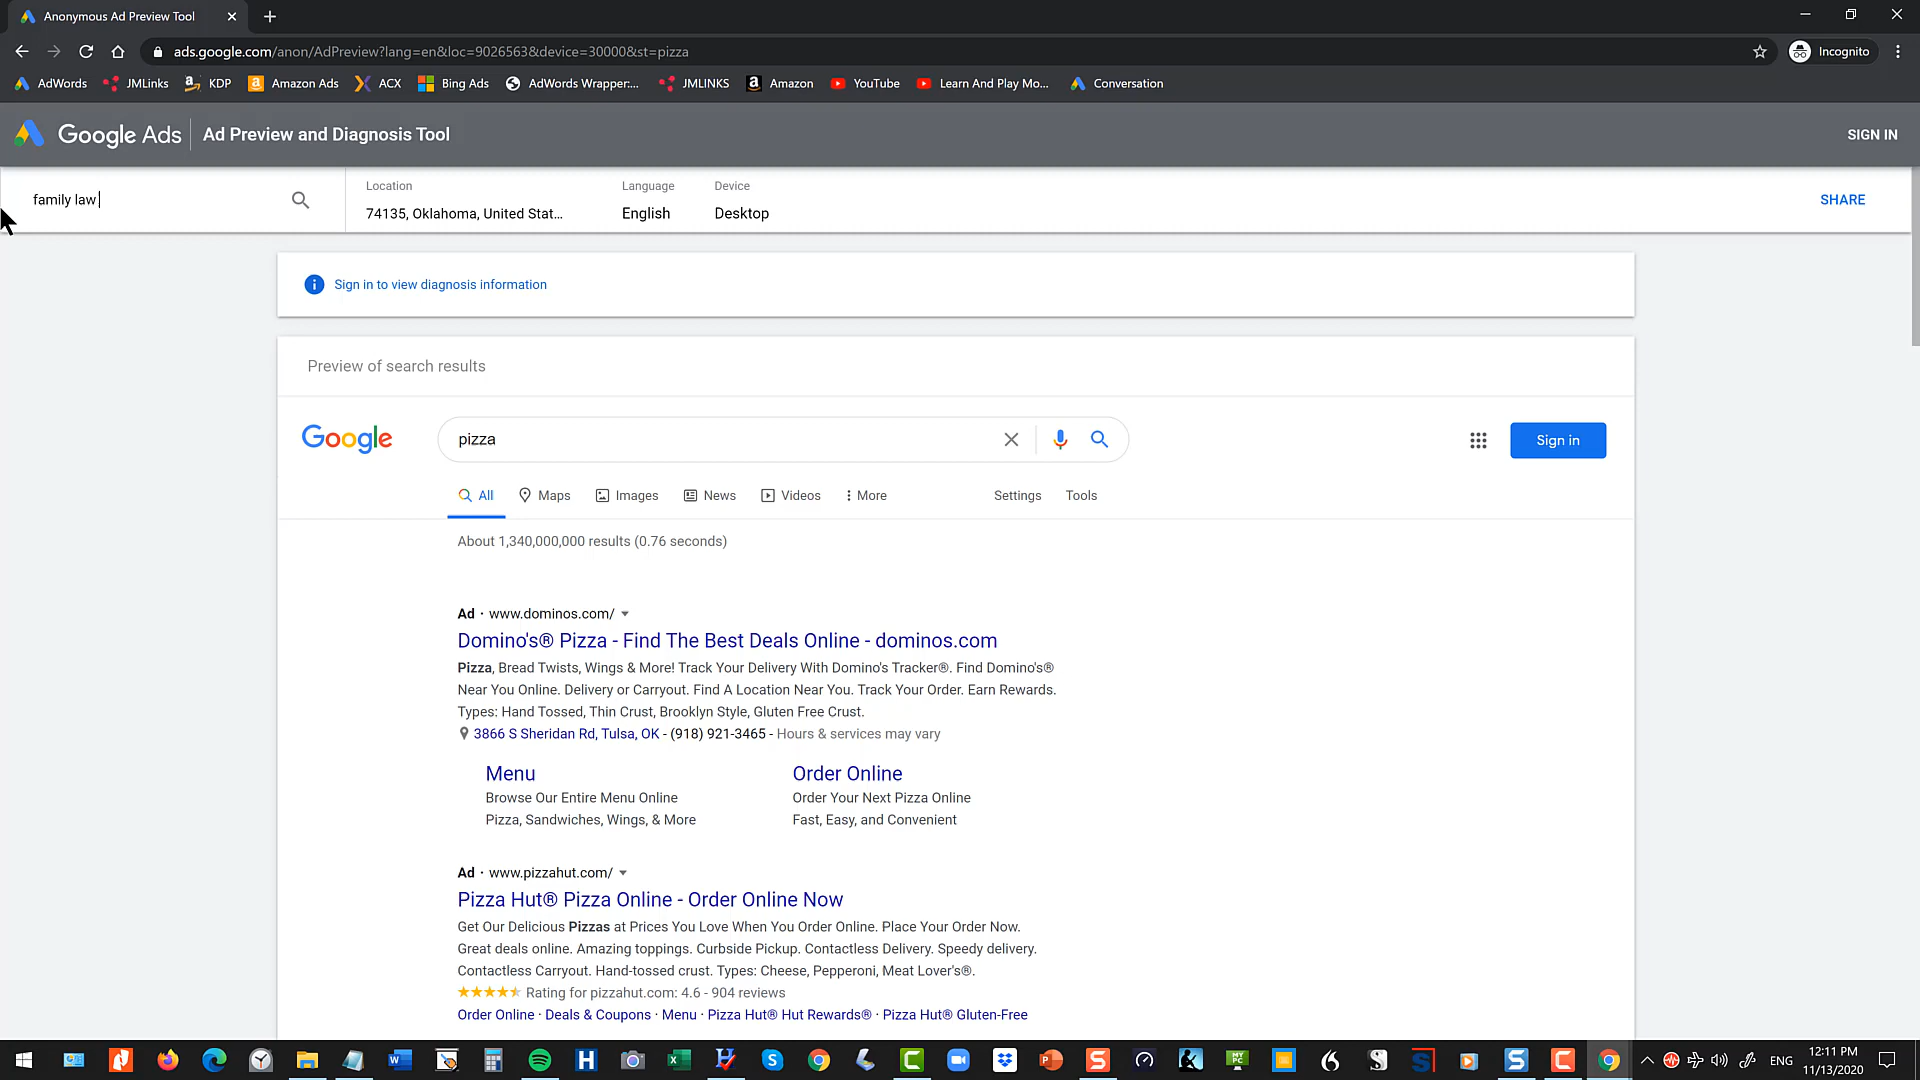 Anonymous Ad Preview Tool
ads.google.com/anon/AdPreview?lang=en&loc=9026563&device=30000&st=pizza
Incognito
AdWords JMLinks KDP Amazon Ads ACX Bing Ads AdWords Wrapper:... JMLINKS Amazon YouTube Learn And Play Mo... Conversation
Google Ads Ad Preview and Diagnosis Tool SIGN IN
family law
Location Language Device
74135, Oklahoma, United Stat... English Desktop
SHARE
Sign in to view diagnosis information
Preview of search results
Google pizza Sign in
All Maps Images News Videos More Settings Tools
About 1,340,000,000 results (0.76 seconds)
Ad · www.dominos.com/
Domino's® Pizza - Find The Best Deals Online - dominos.com
Pizza, Bread Twists, Wings & More! Track Your Delivery With Domino's Tracker®. Find Domino's®
Near You Online. Delivery or Carryout. Find A Location Near You. Track Your Order. Earn Rewards.
Types: Hand Tossed, Thin Crust, Brooklyn Style, Gluten Free Crust.
3866 S Sheridan Rd, Tulsa, OK - (918) 921-3465 - Hours & services may vary
Menu Order Online
Browse Our Entire Menu Online Order Your Next Pizza Online
Pizza, Sandwiches, Wings, & More Fast, Easy, and Convenient
Ad · www.pizzahut.com/
Pizza Hut® Pizza Online - Order Online Now
Get Our Delicious Pizzas at Prices You Love When You Order Online. Place Your Order Now.
Great deals online. Amazing toppings. Curbside Pickup. Contactless Delivery. Speedy delivery.
Contactless Carryout. Hand-tossed crust. Types: Cheese, Pepperoni, Meat Lover's®.
Rating for pizzahut.com: 4.6 - 904 reviews
Order Online · Deals & Coupons · Menu · Pizza Hut® Hut Rewards® · Pizza Hut® Gluten-Free
ENG
12:11 PM
11/13/2020